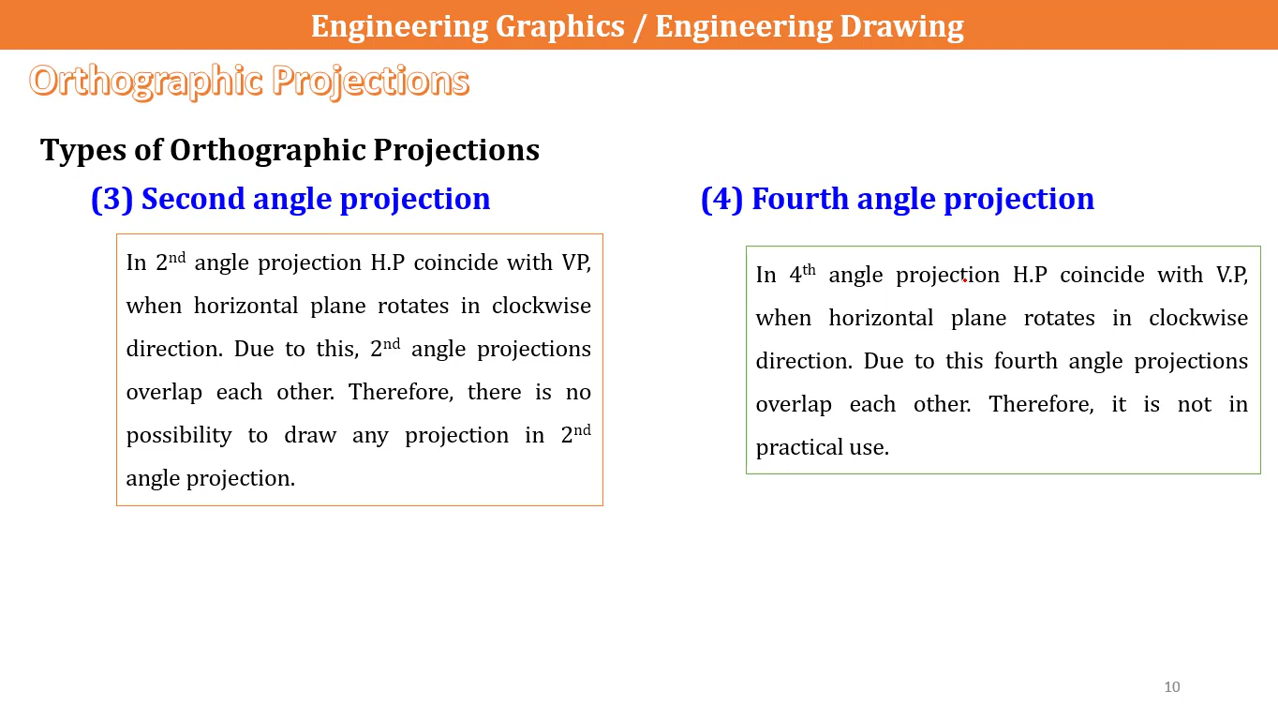 Engineering Graphics / Engineering Drawing
Orthographic Projections
Types of Orthographic Projections
(3) Second angle projection
In 2nd angle projection H.P coincide with VP,
when horizontal plane rotates in clockwise
direction. Due to this, 2nd angle projections
overlap each other. Therefore, there is no
possibility to draw any projection in 2nd
angle projection.
(4) Fourth angle projection
In 4th angle projection H.P coincide with V.P,
when horizontal plane rotates in clockwise
direction. Due to this fourth angle projections
overlap each other. Therefore, it is not in
practical use.
10